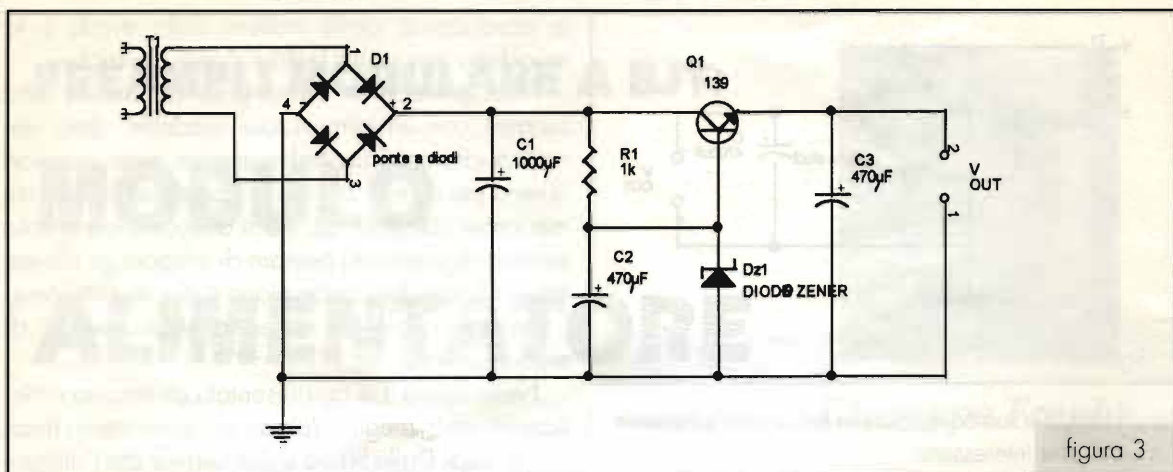 T1
D1
1
4
-
+
2
3
ponte a diodi
C1
1000µF
+
R1
1k
Q1
139
C2
470µF
+
Dz1
DIODO ZENER
C3
470µF
+
2
V
OUT
1
figura 3